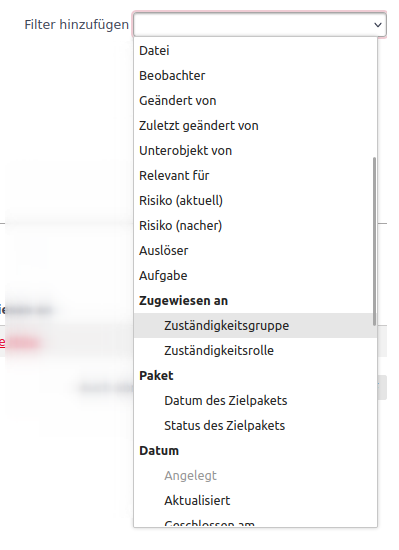 Filter hinzufügen
Datei
Beobachter
Geändert von
Zuletzt geändert von
Unterobjekt von
Relevant für
Risiko (aktuell)
Risiko (nacher)
Auslöser
Aufgabe
Zugewiesen an
Zuständigkeitsgruppe
Zuständigkeitsrolle
Paket
Datum des Zielpakets
Status des Zielpakets
Datum
Angelegt
Aktualisiert
Geschlossen am